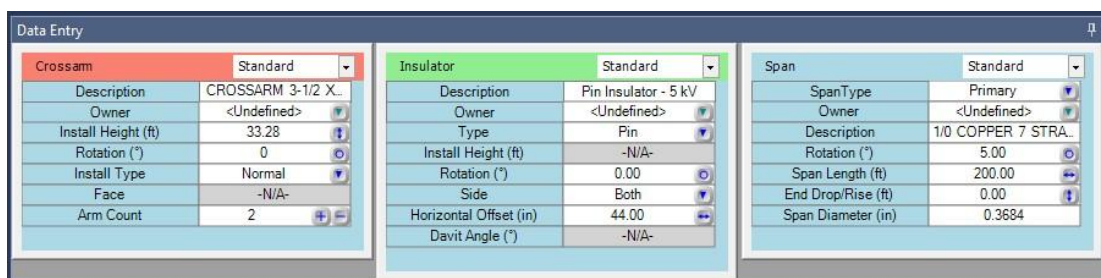 Data Entry
Crossarm Standard
Description CROSSARM 3-1/2 X...
Owner <Undefined>
Install Height (ft) 33.28
Rotation (°) 0
Install Type Normal
Face -N/A-
Arm Count 2
Insulator Standard
Description Pin Insulator - 5 kV
Owner <Undefined>
Type Pin
Install Height (ft) -N/A-
Rotation (°) 0.00
Side Both
Horizontal Offset (in) 44.00
Davit Angle (°) -N/A-
Span Standard
SpanType Primary
Owner <Undefined>
Description 1/0 COPPER 7 STRA...
Rotation (°) 5.00
Span Length (ft) 200.00
End Drop/Rise (ft) 0.00
Span Diameter (in) 0.3684